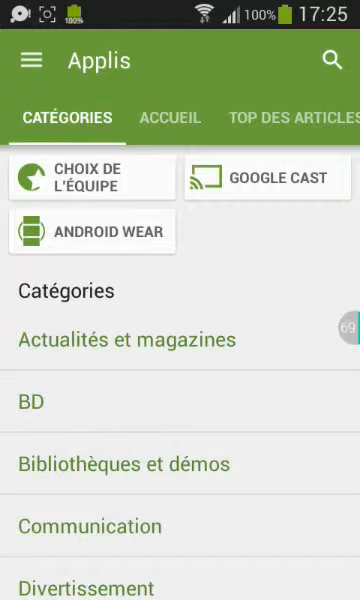 100%
100% 17:25
Applis
CATÉGORIES ACCUEIL TOP DES ARTICLES
CHOIX DE
L'ÉQUIPE
GOOGLE CAST
ANDROID WEAR
Catégories
69
Actualités et magazines
BD
Bibliothèques et démos
Communication
Divertissement